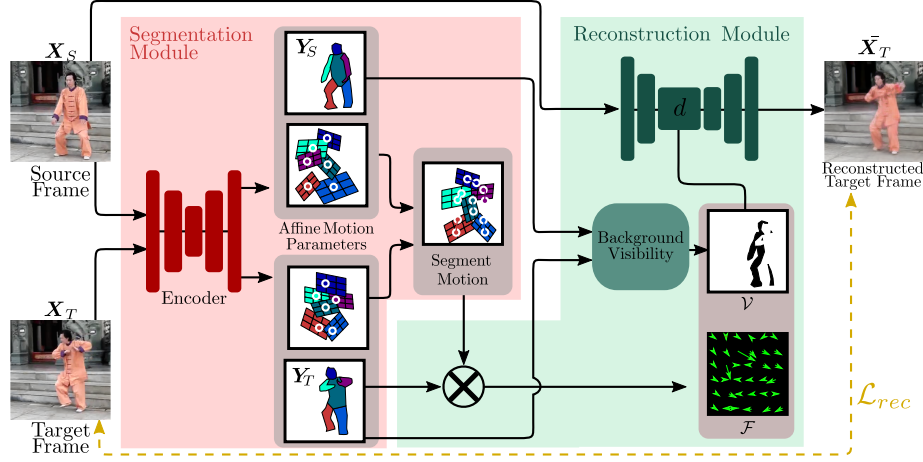 Segmentation
Module
Reconstruction Module
X_S
Source
Frame
Y_S
Affine Motion
Parameters
Segment
Motion
Encoder
X_T
Target
Frame
Y_T
d
Background
Visibility
𝒱
ℱ
X̄_T
Reconstructed
Target Frame
ℒ_rec